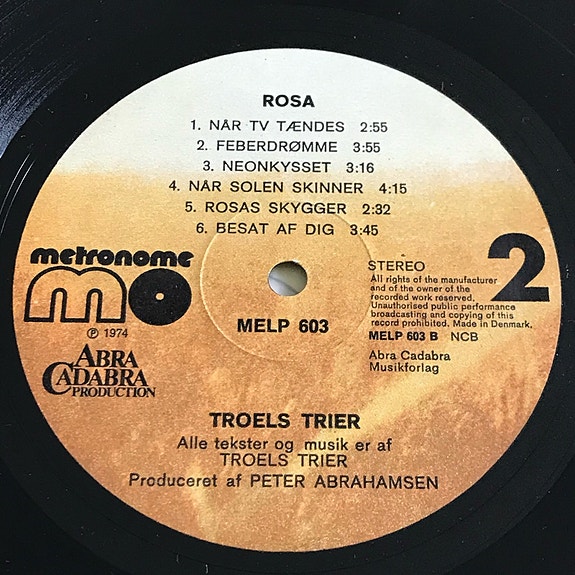 ROSA
1. NÅR TV TÆNDES 2:55
2. FEBERDRØMME 3:55
3. NEONKYSSET 3:16
4. NÅR SOLEN SKINNER 4:15
5. ROSAS SKYGGER 2:32
6. BESAT AF DIG 3:45
metronome
mo
℗ 1974
ABRA
CADABRA
PRODUCTION
MELP 603
STEREO
2
All rights of the manufacturer
and of the owner of the
recorded work reserved.
Unauthorised public performance
broadcasting and copying of this
record prohibited. Made in Denmark.
MELP 603 B NCB
Abra Cadabra
Musikforlag
TROELS TRIER
Alle tekster og musik er af
TROELS TRIER
Produceret af PETER ABRAHAMSEN